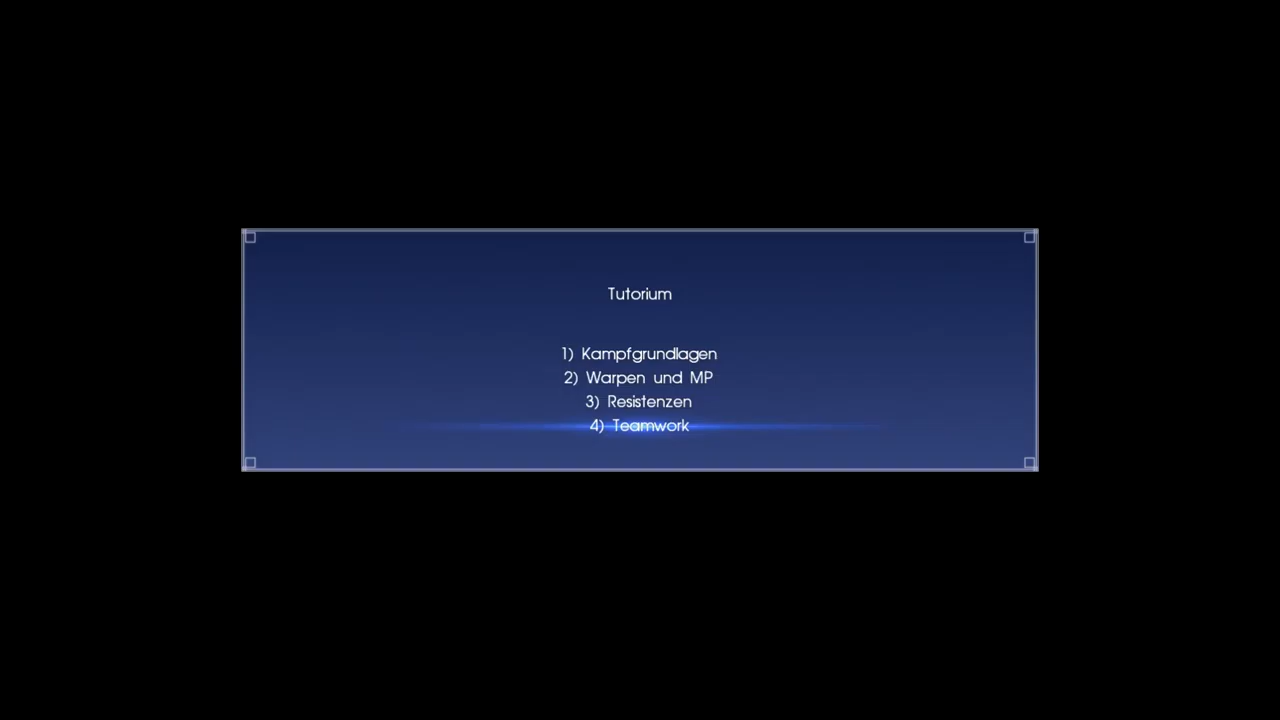 Tutorium
1) Kampfgrundlagen
2) Warpen und MP
3) Resistenzen
4) Teamwork